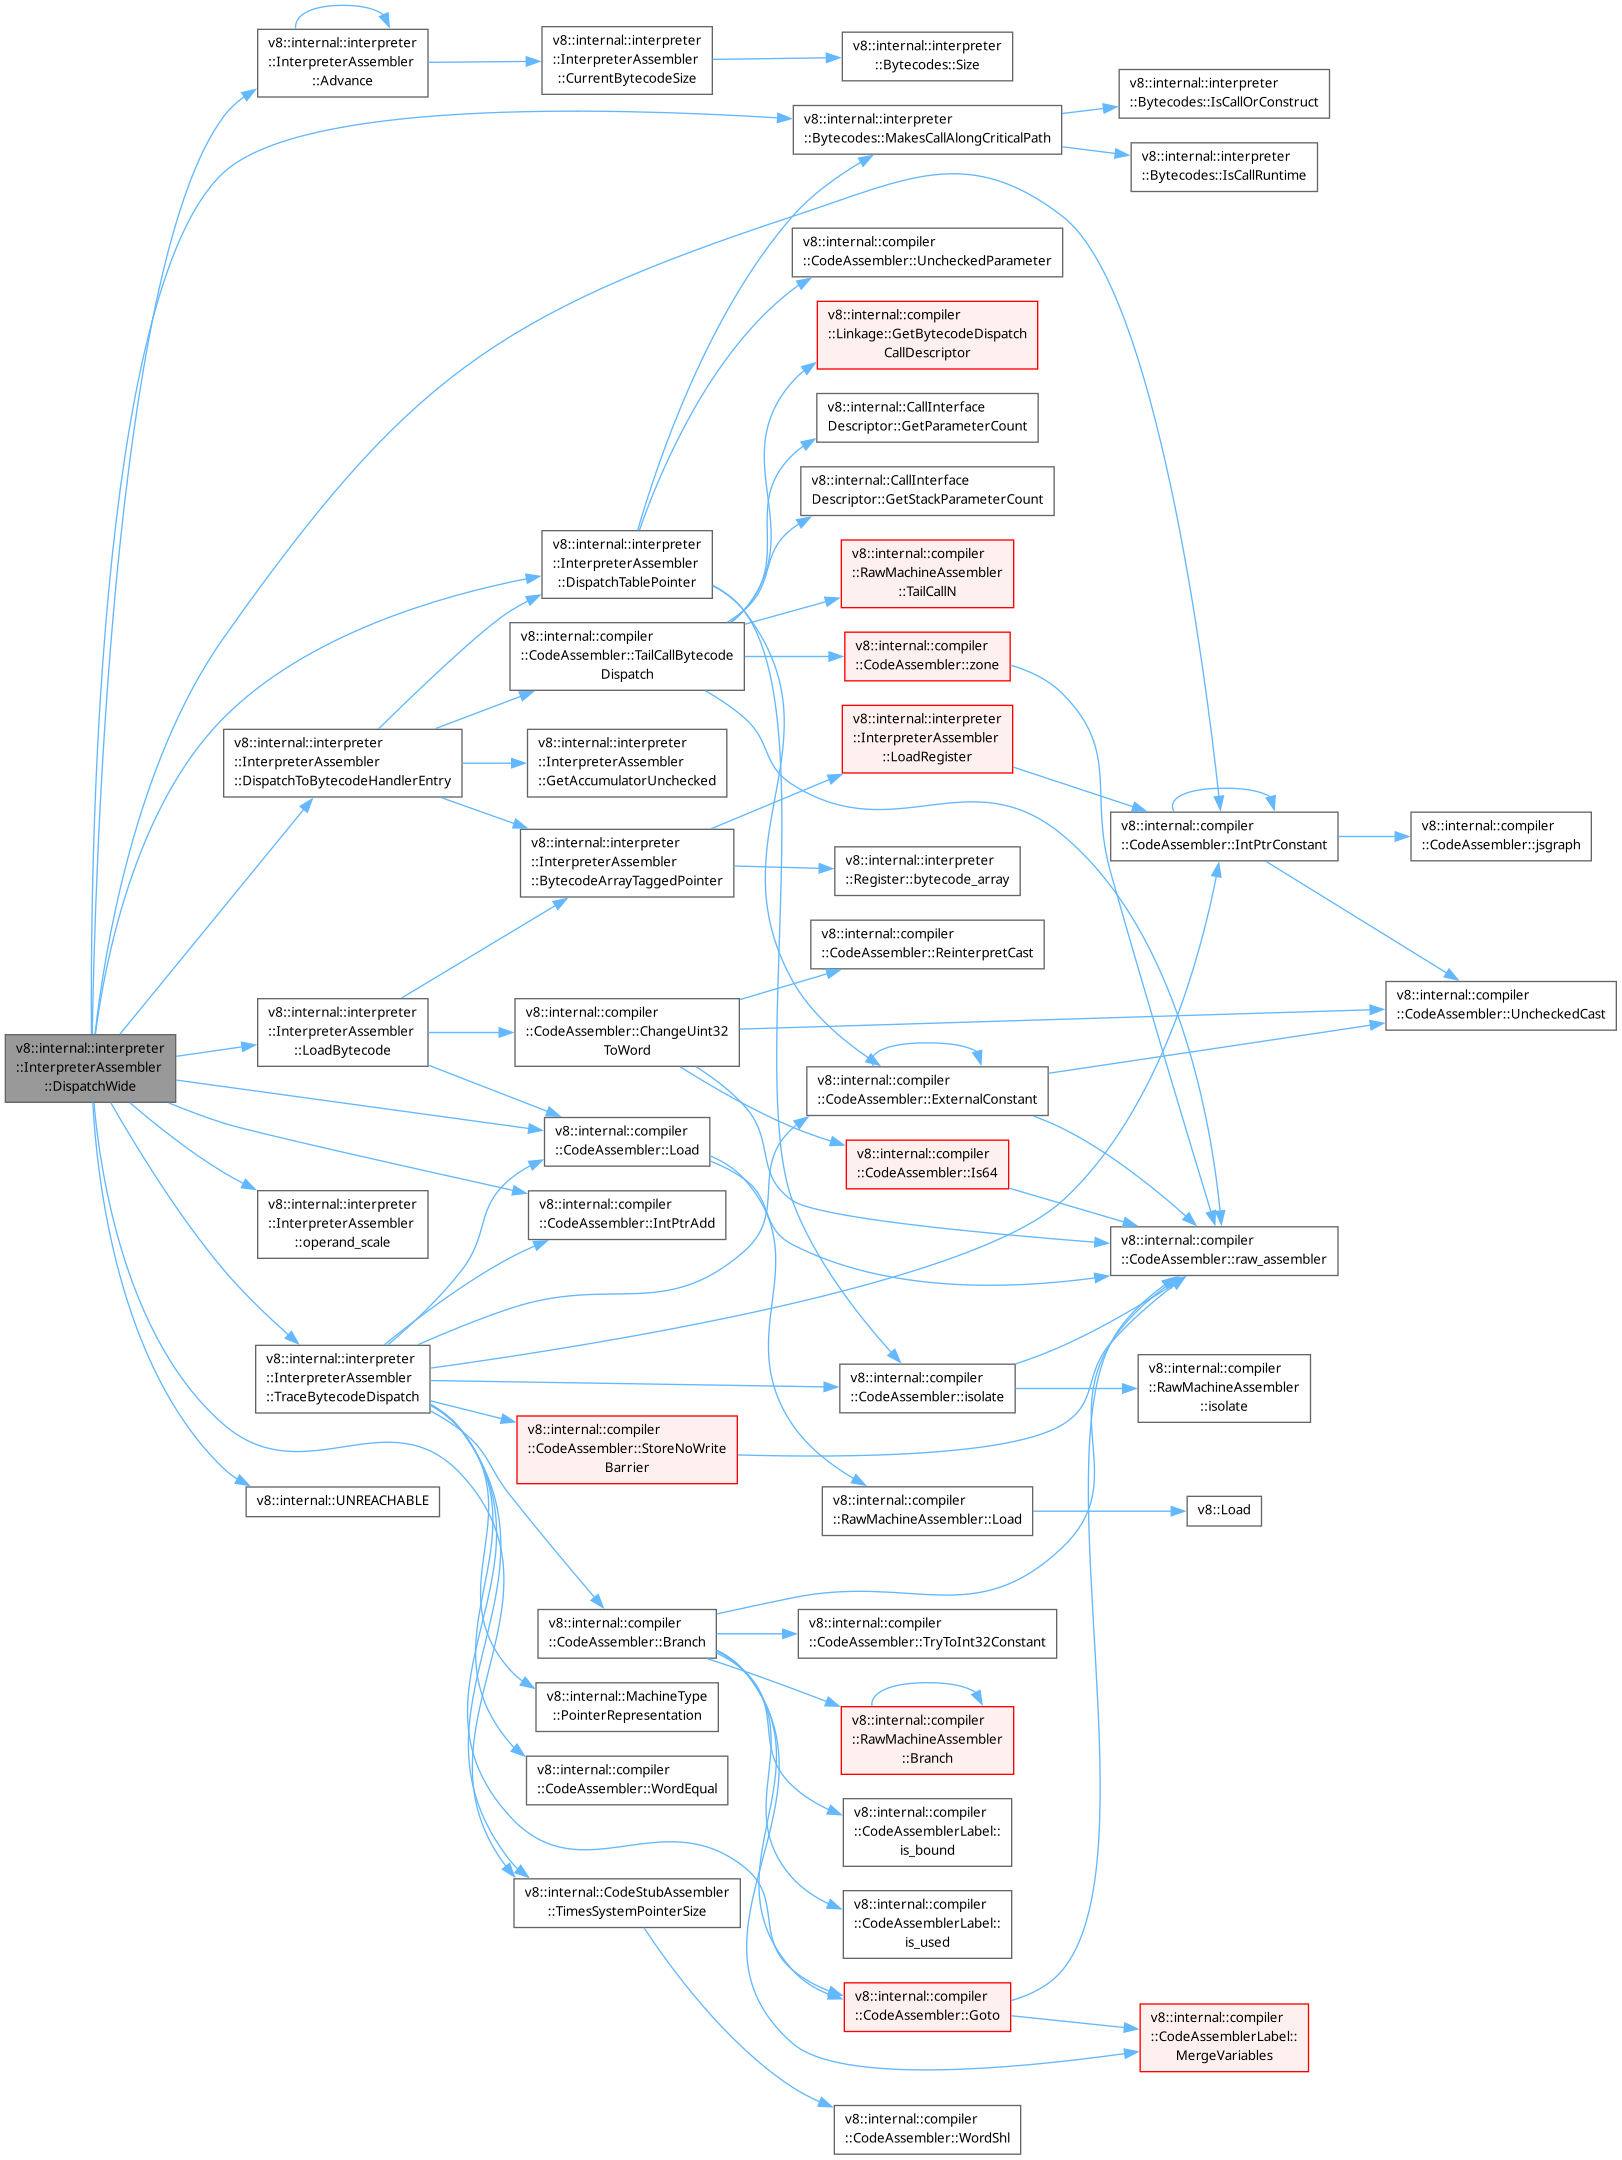 v8::internal::interpreter
::InterpreterAssembler
::DispatchWide
v8::internal::interpreter
::InterpreterAssembler
::Advance
v8::internal::interpreter
::InterpreterAssembler
::CurrentBytecodeSize
v8::internal::interpreter
::Bytecodes::Size
v8::internal::interpreter
::Bytecodes::MakesCallAlongCriticalPath
v8::internal::interpreter
::Bytecodes::IsCallOrConstruct
v8::internal::interpreter
::Bytecodes::IsCallRuntime
v8::internal::compiler
::CodeAssembler::UncheckedParameter
v8::internal::compiler
::Linkage::GetBytecodeDispatch
CallDescriptor
v8::internal::CallInterface
Descriptor::GetParameterCount
v8::internal::CallInterface
Descriptor::GetStackParameterCount
v8::internal::interpreter
::InterpreterAssembler
::DispatchTablePointer
v8::internal::compiler
::RawMachineAssembler
::TailCallN
v8::internal::compiler
::CodeAssembler::TailCallBytecode
Dispatch
v8::internal::compiler
::CodeAssembler::zone
v8::internal::interpreter
::InterpreterAssembler
::DispatchToBytecodeHandlerEntry
v8::internal::interpreter
::InterpreterAssembler
::GetAccumulatorUnchecked
v8::internal::interpreter
::InterpreterAssembler
::LoadRegister
v8::internal::interpreter
::InterpreterAssembler
::BytecodeArrayTaggedPointer
v8::internal::interpreter
::Register::bytecode_array
v8::internal::compiler
::CodeAssembler::IntPtrConstant
v8::internal::compiler
::CodeAssembler::jsgraph
v8::internal::compiler
::CodeAssembler::ReinterpretCast
v8::internal::interpreter
::InterpreterAssembler
::LoadBytecode
v8::internal::compiler
::CodeAssembler::ChangeUint32
ToWord
v8::internal::compiler
::CodeAssembler::UncheckedCast
v8::internal::compiler
::CodeAssembler::ExternalConstant
v8::internal::compiler
::CodeAssembler::Load
v8::internal::compiler
::CodeAssembler::Is64
v8::internal::interpreter
::InterpreterAssembler
::operand_scale
v8::internal::compiler
::CodeAssembler::IntPtrAdd
v8::internal::compiler
::CodeAssembler::raw_assembler
v8::internal::interpreter
::InterpreterAssembler
::TraceBytecodeDispatch
v8::internal::compiler
::CodeAssembler::isolate
v8::internal::compiler
::RawMachineAssembler
::isolate
v8::internal::compiler
::CodeAssembler::StoreNoWrite
Barrier
v8::internal::UNREACHABLE
v8::internal::compiler
::RawMachineAssembler::Load
v8::Load
v8::internal::compiler
::CodeAssembler::Branch
v8::internal::compiler
::CodeAssembler::TryToInt32Constant
v8::internal::MachineType
::PointerRepresentation
v8::internal::compiler
::RawMachineAssembler
::Branch
v8::internal::compiler
::CodeAssembler::WordEqual
v8::internal::compiler
::CodeAssemblerLabel::
is_bound
v8::internal::CodeStubAssembler
::TimesSystemPointerSize
v8::internal::compiler
::CodeAssemblerLabel::
is_used
v8::internal::compiler
::CodeAssembler::Goto
v8::internal::compiler
::CodeAssemblerLabel::
MergeVariables
v8::internal::compiler
::CodeAssembler::WordShl